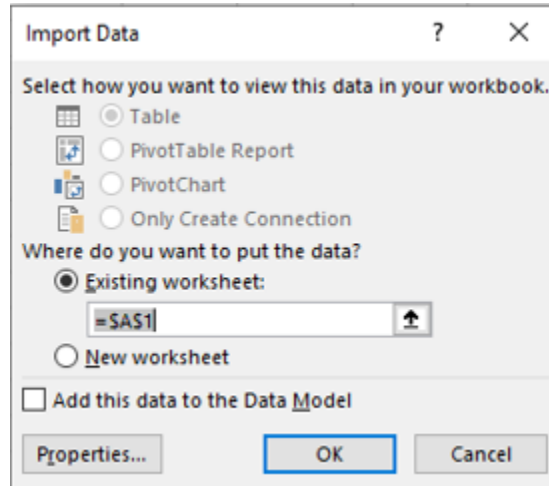 Import Data ? ×
Select how you want to view this data in your workbook.
Table
PivotTable Report
PivotChart
Only Create Connection
Where do you want to put the data?
Existing worksheet:
=$A$1
New worksheet
Add this data to the Data Model
Properties... OK Cancel